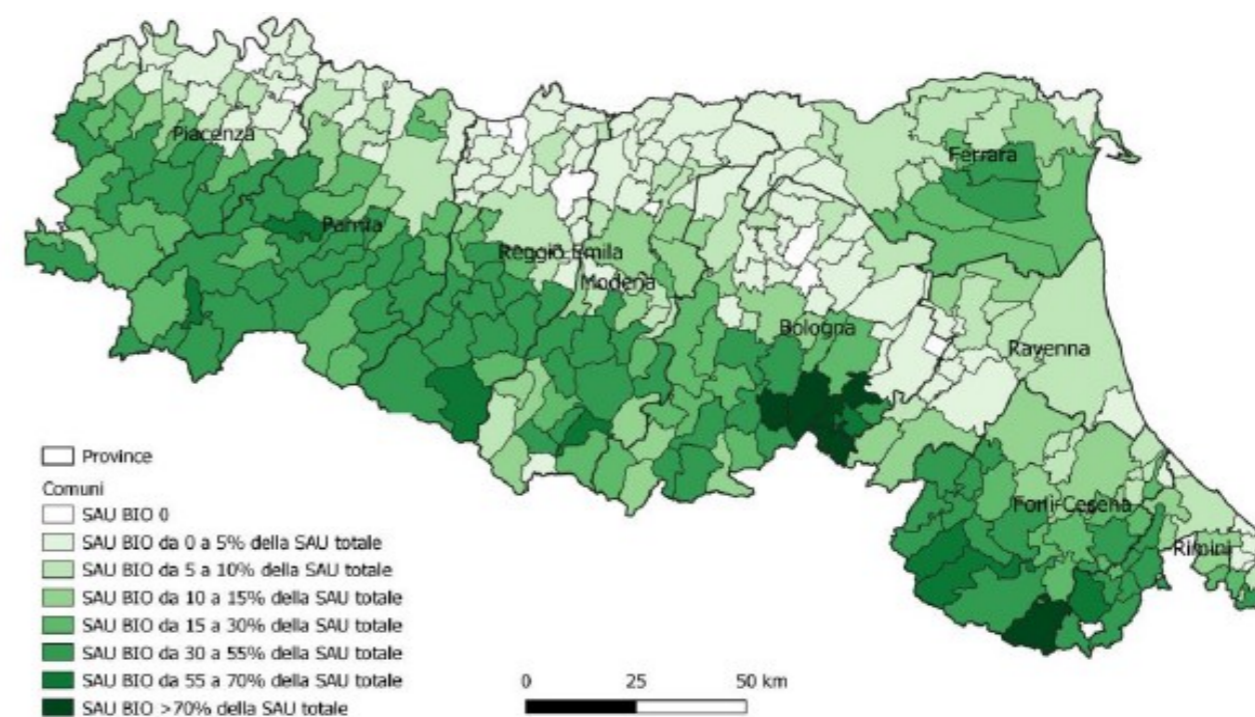 Piacenza
Ferrara
Parma
Reggio Emilia
Modena
Bologna
Ravenna
Forlì-Cesena
Rimini
Province
Comuni
SAU BIO 0
SAU BIO da 0 a 5% della SAU totale
SAU BIO da 5 a 10% della SAU totale
SAU BIO da 10 a 15% della SAU totale
SAU BIO da 15 a 30% della SAU totale
SAU BIO da 30 a 55% della SAU totale
SAU BIO da 55 a 70% della SAU totale
SAU BIO >70% della SAU totale
0 25 50 km